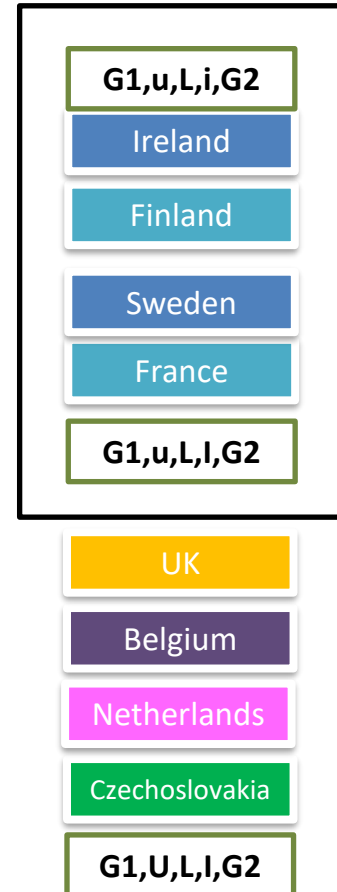 G1,u,L,i,G2
Ireland
Finland
Sweden
France
G1,u,L,I,G2
UK
Belgium
Netherlands
Czechoslovakia
G1,U,L,I,G2